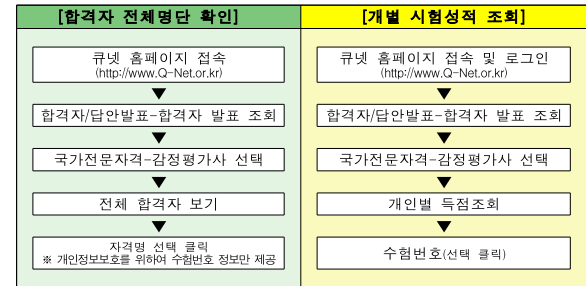 [합격자 전체명단 확인]
큐넷 홈페이지 접속
(http://www.Q-Net.or.kr)
▼
합격자/답안발표-합격자 발표 조회
▼
국가전문자격-감정평가사 선택
▼
전체 합격자 보기
▼
자격명 선택 클릭
※ 개인정보보호를 위하여 수험번호 정보만 제공
[개별 시험성적 조회]
큐넷 홈페이지 접속 및 로그인
(http://www.Q-Net.or.kr)
▼
합격자/답안발표-합격자 발표 조회
▼
국가전문자격-감정평가사 선택
▼
개인별 득점조회
▼
수험번호(선택 클릭)